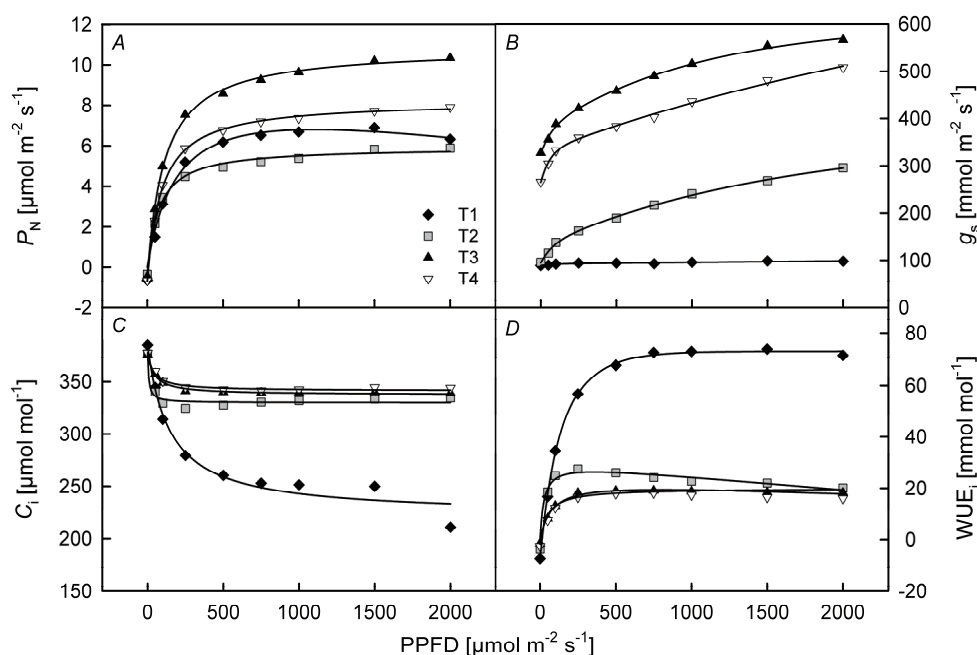 A
12
10
8
6
4
2
0
-2
P_N [μmol m⁻² s⁻¹]
T1
T2
T3
T4
B
600
500
400
300
200
100
0
g_s [mmol m⁻² s⁻¹]
C
350
300
250
200
150
C_i [μmol mol⁻¹]
D
80
60
40
20
0
-20
WUE_i [mmol mol⁻¹]
0 500 1000 1500 2000
0 500 1000 1500 2000
PPFD [μmol m⁻² s⁻¹]